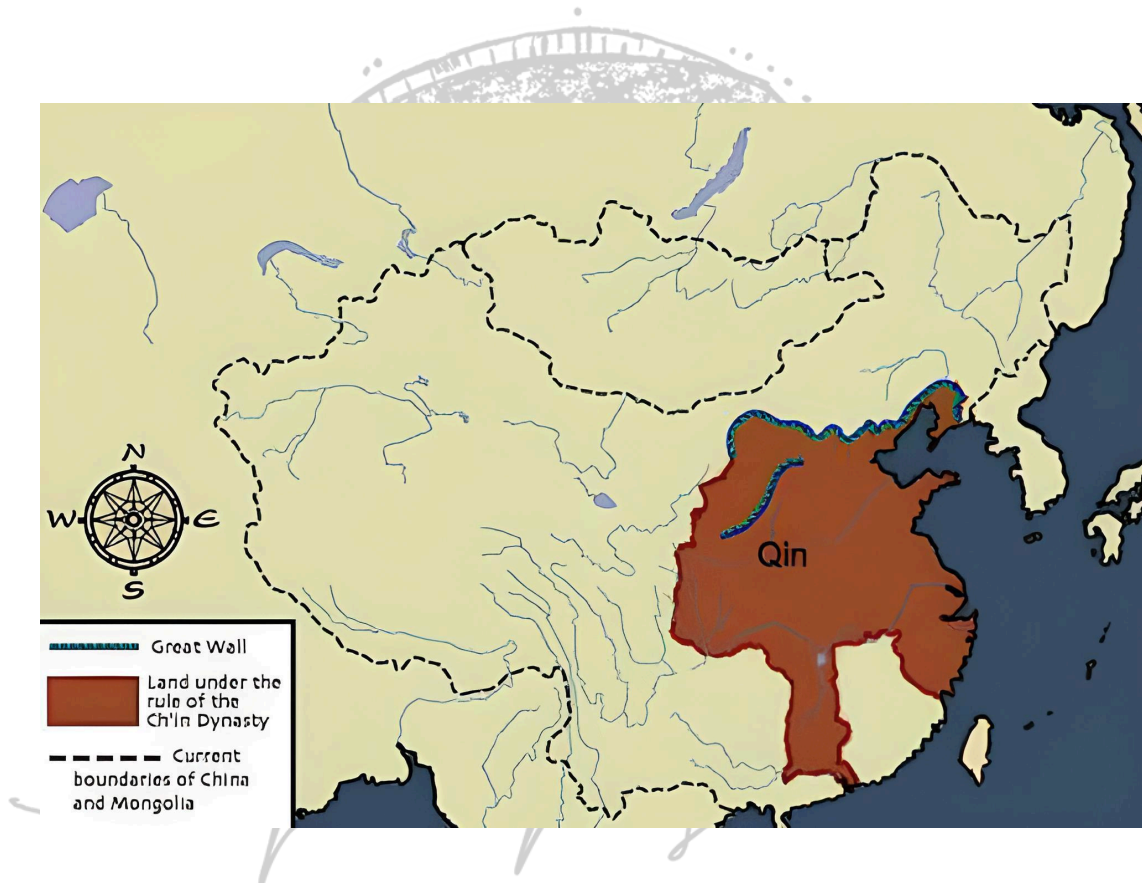 N
W E
S
Qin
Great Wall
Land under the
rule of the
Ch'in Dynasty
Current
boundaries of China
and Mongolia